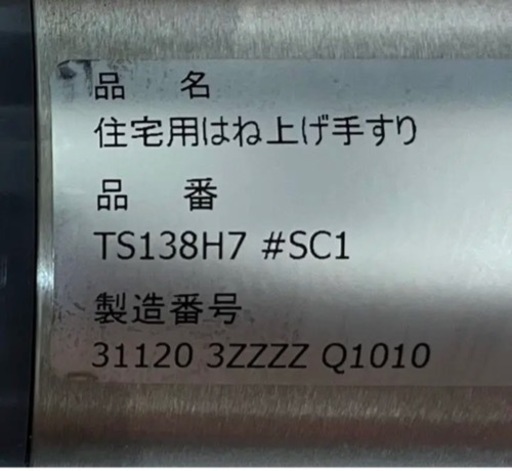 品 名
住宅用はね上げ手すり
品 番
TS138H7 #SC1
製造番号
31120 3ZZZZ Q1010